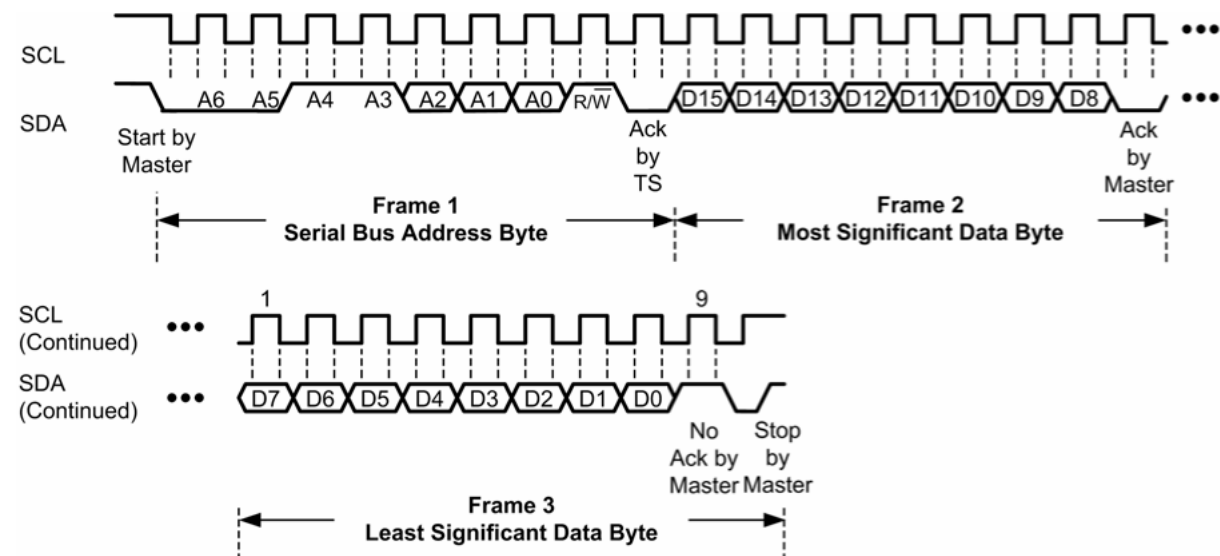 SCL
SDA
A6 A5 A4 A3 A2 A1 A0 R/W̅ D15 D14 D13 D12 D11 D10 D9 D8
Start by
Master
Ack
by
TS
Ack
by
Master
Frame 1
Serial Bus Address Byte
Frame 2
Most Significant Data Byte
1 9
SCL
(Continued)
SDA
(Continued)
D7 D6 D5 D4 D3 D2 D1 D0
No
Ack by
Master
Stop
by
Master
Frame 3
Least Significant Data Byte